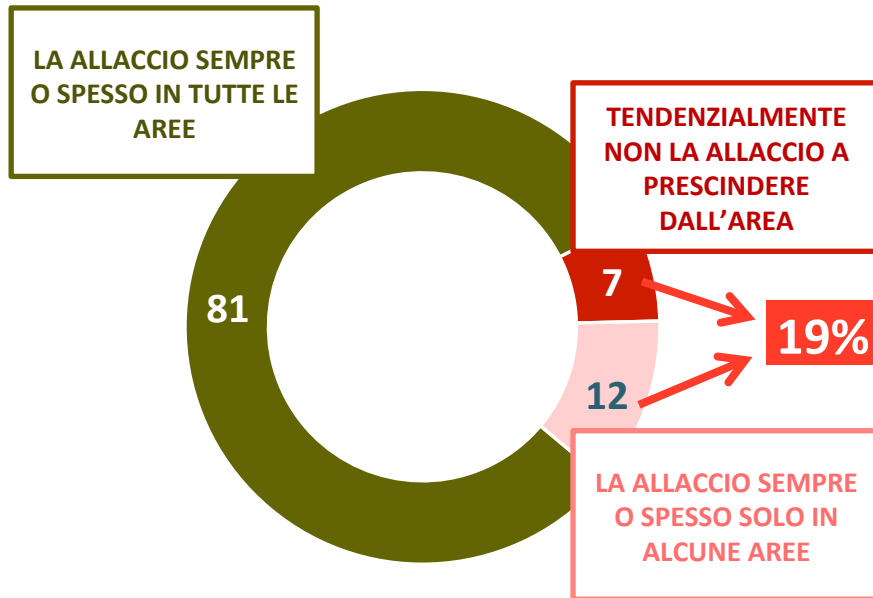 LA ALLACCIO SEMPRE
O SPESSO IN TUTTE LE
AREE
TENDENZIALMENTE
NON LA ALLACCIO A
PRESCINDERE
DALL’AREA
81
7
19%
12
LA ALLACCIO SEMPRE
O SPESSO SOLO IN
ALCUNE AREE